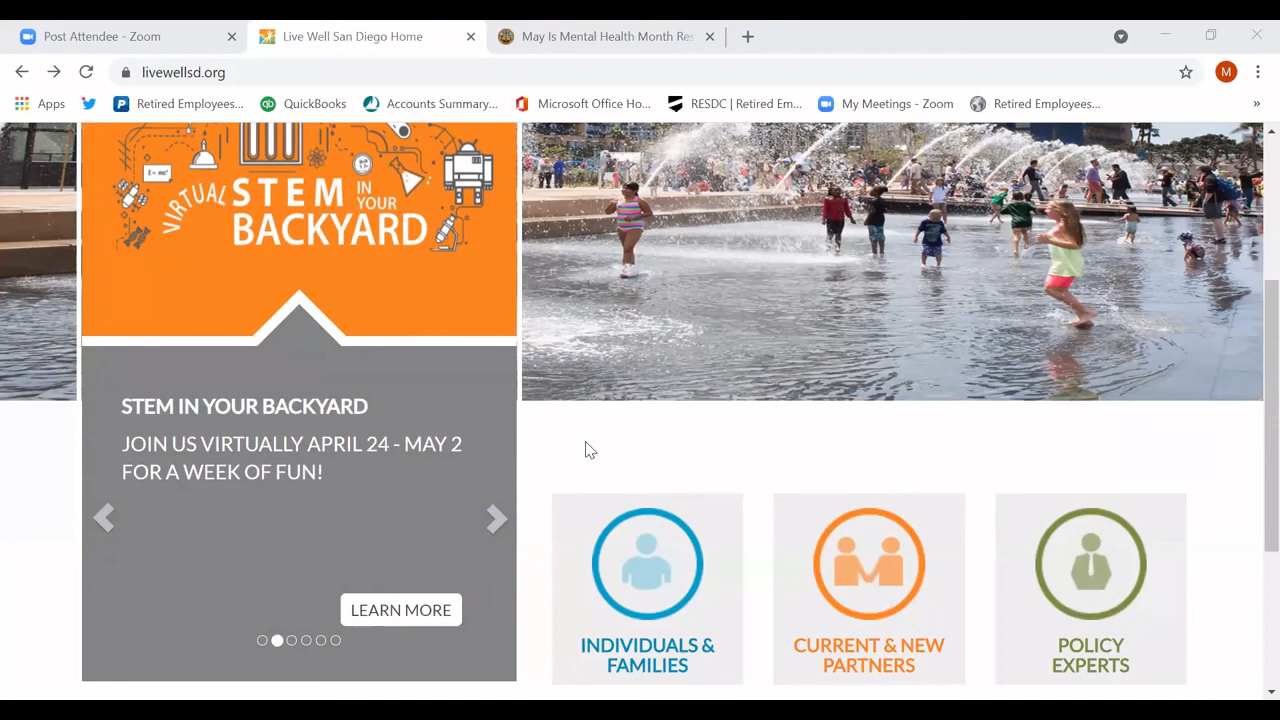 Post Attendee - Zoom
Live Well San Diego Home
May Is Mental Health Month Res
livewellsd.org
M
Apps
Retired Employees...
QuickBooks
Accounts Summary...
Microsoft Office Ho...
RESDC | Retired Em...
My Meetings - Zoom
Retired Employees...
»
E = mc²
VIRTUAL STEM IN YOUR
BACKYARD
STEM IN YOUR BACKYARD
JOIN US VIRTUALLY APRIL 24 - MAY 2
FOR A WEEK OF FUN!
LEARN MORE
INDIVIDUALS &
FAMILIES
CURRENT & NEW
PARTNERS
POLICY
EXPERTS